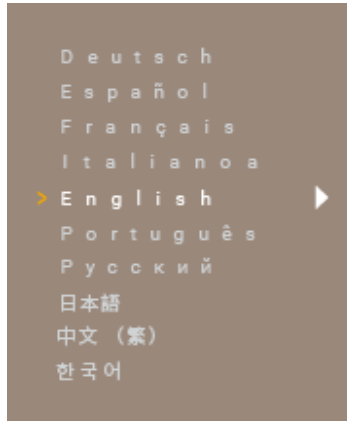 Deutsch
Español
Français
Italianoa
> English
Português
Русский
日本語
中文 （繁）
한국어